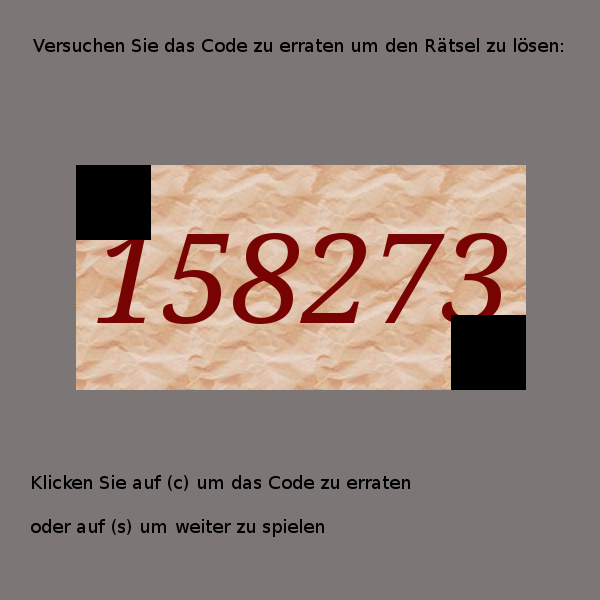 Versuchen Sie das Code zu erraten um den Rätsel zu lösen:
158273
Klicken Sie auf (c) um das Code zu erraten
oder auf (s) um weiter zu spielen